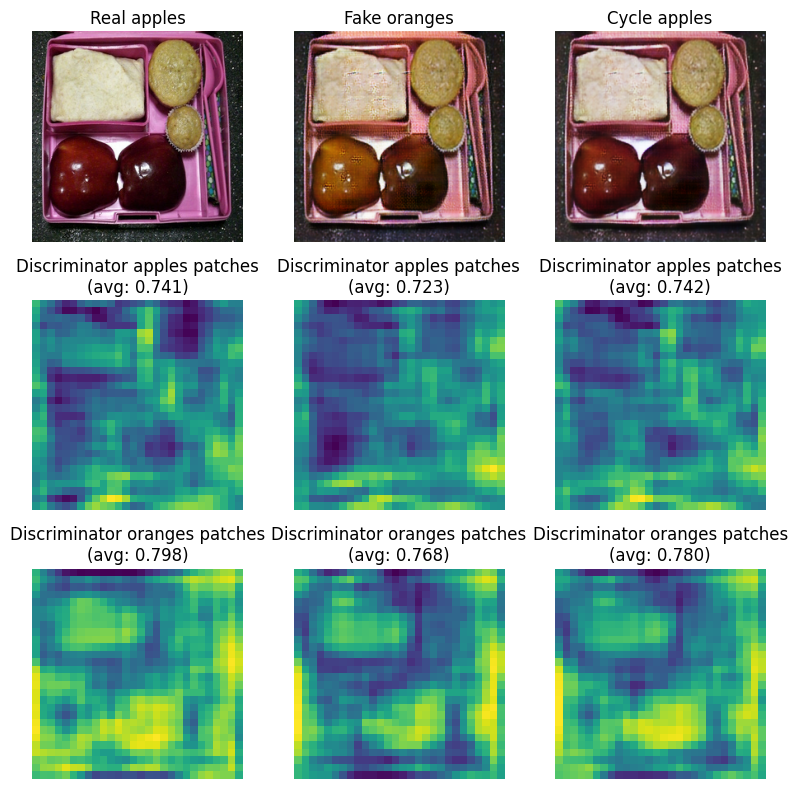 Real apples
Fake oranges
Cycle apples
Discriminator apples patches
(avg: 0.741)
Discriminator apples patches
(avg: 0.723)
Discriminator apples patches
(avg: 0.742)
Discriminator oranges patches
(avg: 0.798)
Discriminator oranges patches
(avg: 0.768)
Discriminator oranges patches
(avg: 0.780)